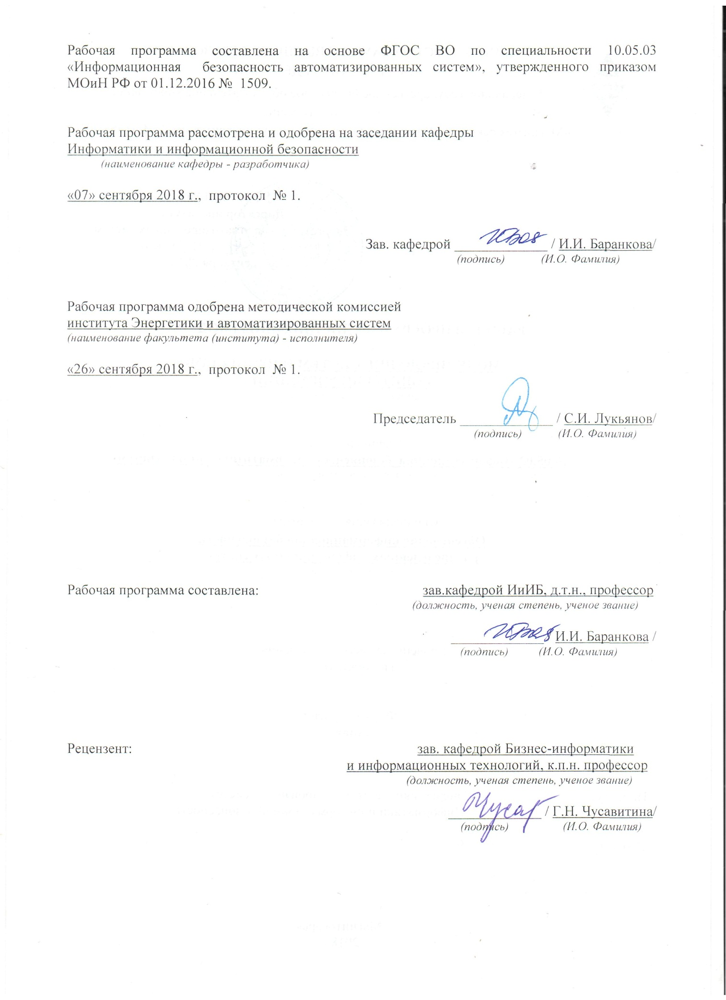 Рабочая программа составлена на основе ФГОС ВО по специальности 10.05.03
«Информационная безопасность автоматизированных систем», утвержденного приказом
МОиН РФ от 01.12.2016 № 1509.
Рабочая программа рассмотрена и одобрена на заседании кафедры
Информатики и информационной безопасности
(наименование кафедры - разработчика)
«07» сентября 2018 г., протокол № 1.
Зав. кафедрой ______________ / И.И. Баранкова/
(подпись) (И.О. Фамилия)
Рабочая программа одобрена методической комиссией
института Энергетики и автоматизированных систем
(наименование факультета (института) - исполнителя)
«26» сентября 2018 г., протокол № 1.
Председатель ______________ / С.И. Лукьянов/
(подпись) (И.О. Фамилия)
Рабочая программа составлена: зав.кафедрой ИиИБ, д.т.н., профессор
(должность, ученая степень, ученое звание)
______________ / И.И. Баранкова /
(подпись) (И.О. Фамилия)
Рецензент: зав. кафедрой Бизнес-информатики
и информационных технологий, к.п.н. профессор
(должность, ученая степень, ученое звание)
______________ / Г.Н. Чусавитина/
(подпись) (И.О. Фамилия)